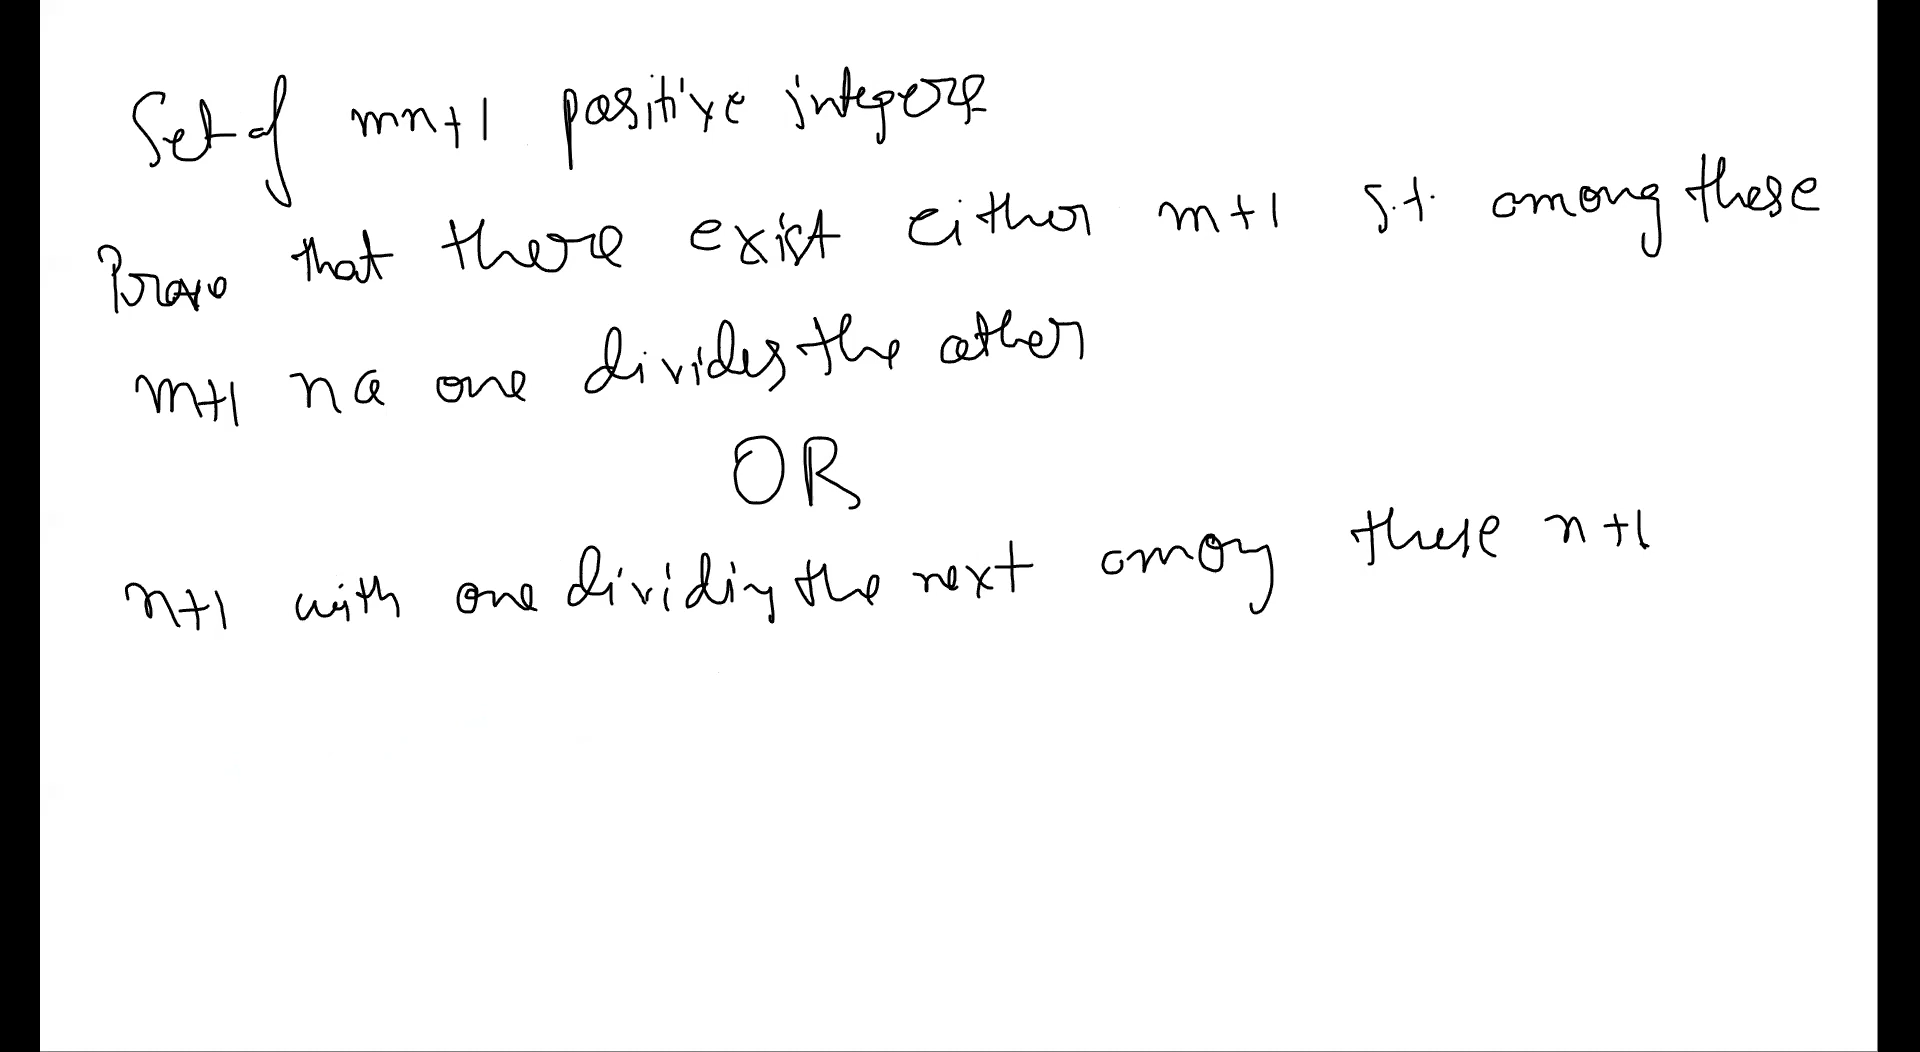 Set of mn+1 positive integers
Prove that there exist either m+1 s.t. among these
m+1 no one divides the other
OR
n+1 with one dividing the next among these n+1